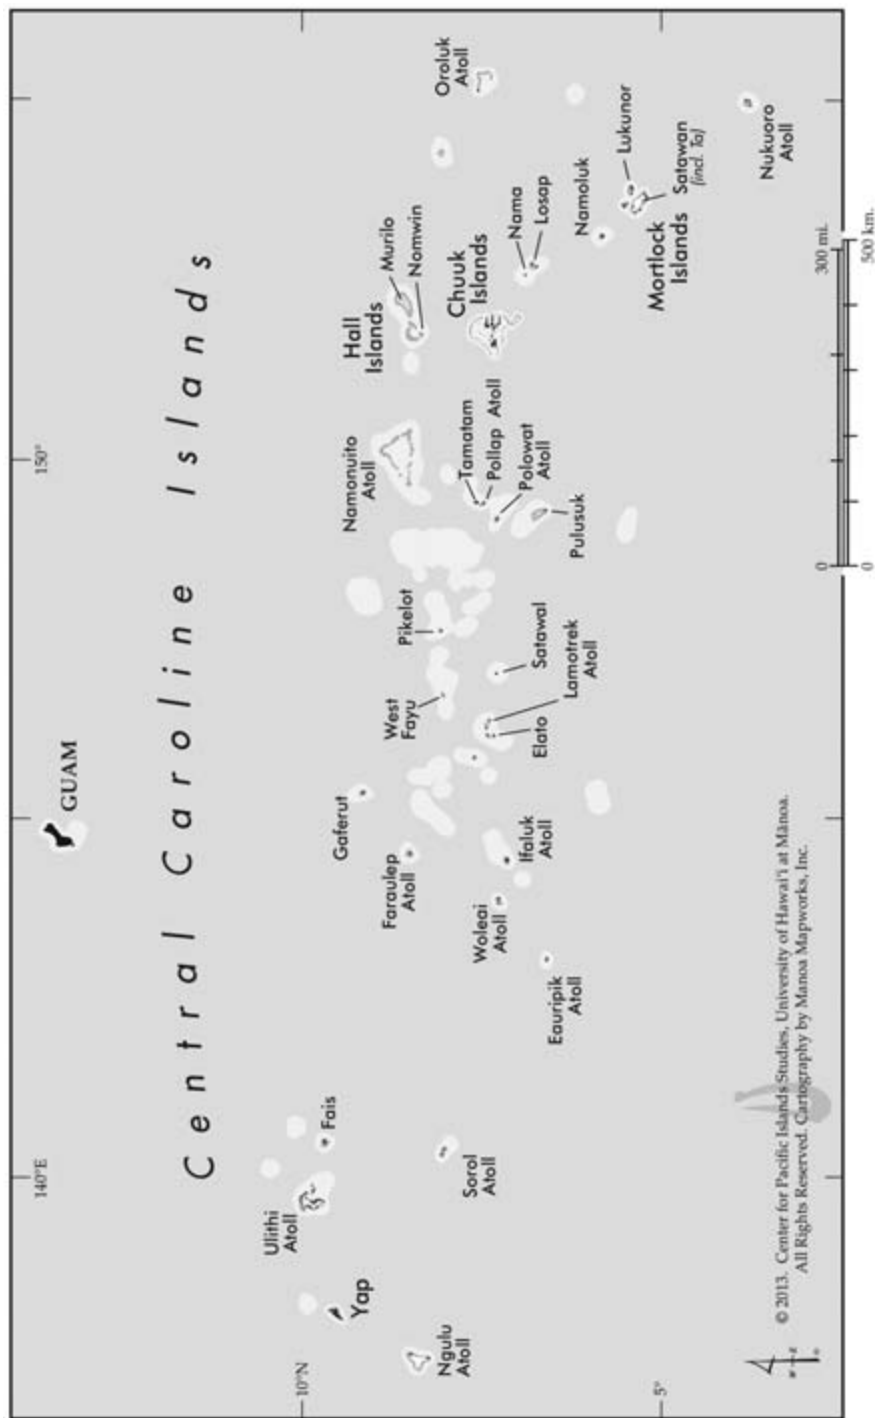 Central Caroline Islands
140°E
150°
10°N
5°
GUAM
Ngulu
Atoll
Yap
Ulithi
Atoll
Fais
Sorol
Atoll
Eauripik
Atoll
Woleai
Atoll
Ifaluk
Atoll
Faraulep
Atoll
Gaferut
West
Fayu
Pikelot
Elato
Lamotrek
Atoll
Satawal
Namonuito
Atoll
Tamatam
Pollap Atoll
Polowat
Atoll
Pulusuk
Hall
Islands
Murilo
Nomwin
Chuuk
Islands
Nama
Losap
Namoluk
Mortlock
Islands
Lukunor
Satawan
(incl. Ta)
Oroluk
Atoll
Nukuoro
Atoll
0
300 mi.
0
500 km.
© 2013. Center for Pacific Islands Studies, University of Hawai'i at Mānoa.
All Rights Reserved. Cartography by Manoa Mapworks, Inc.